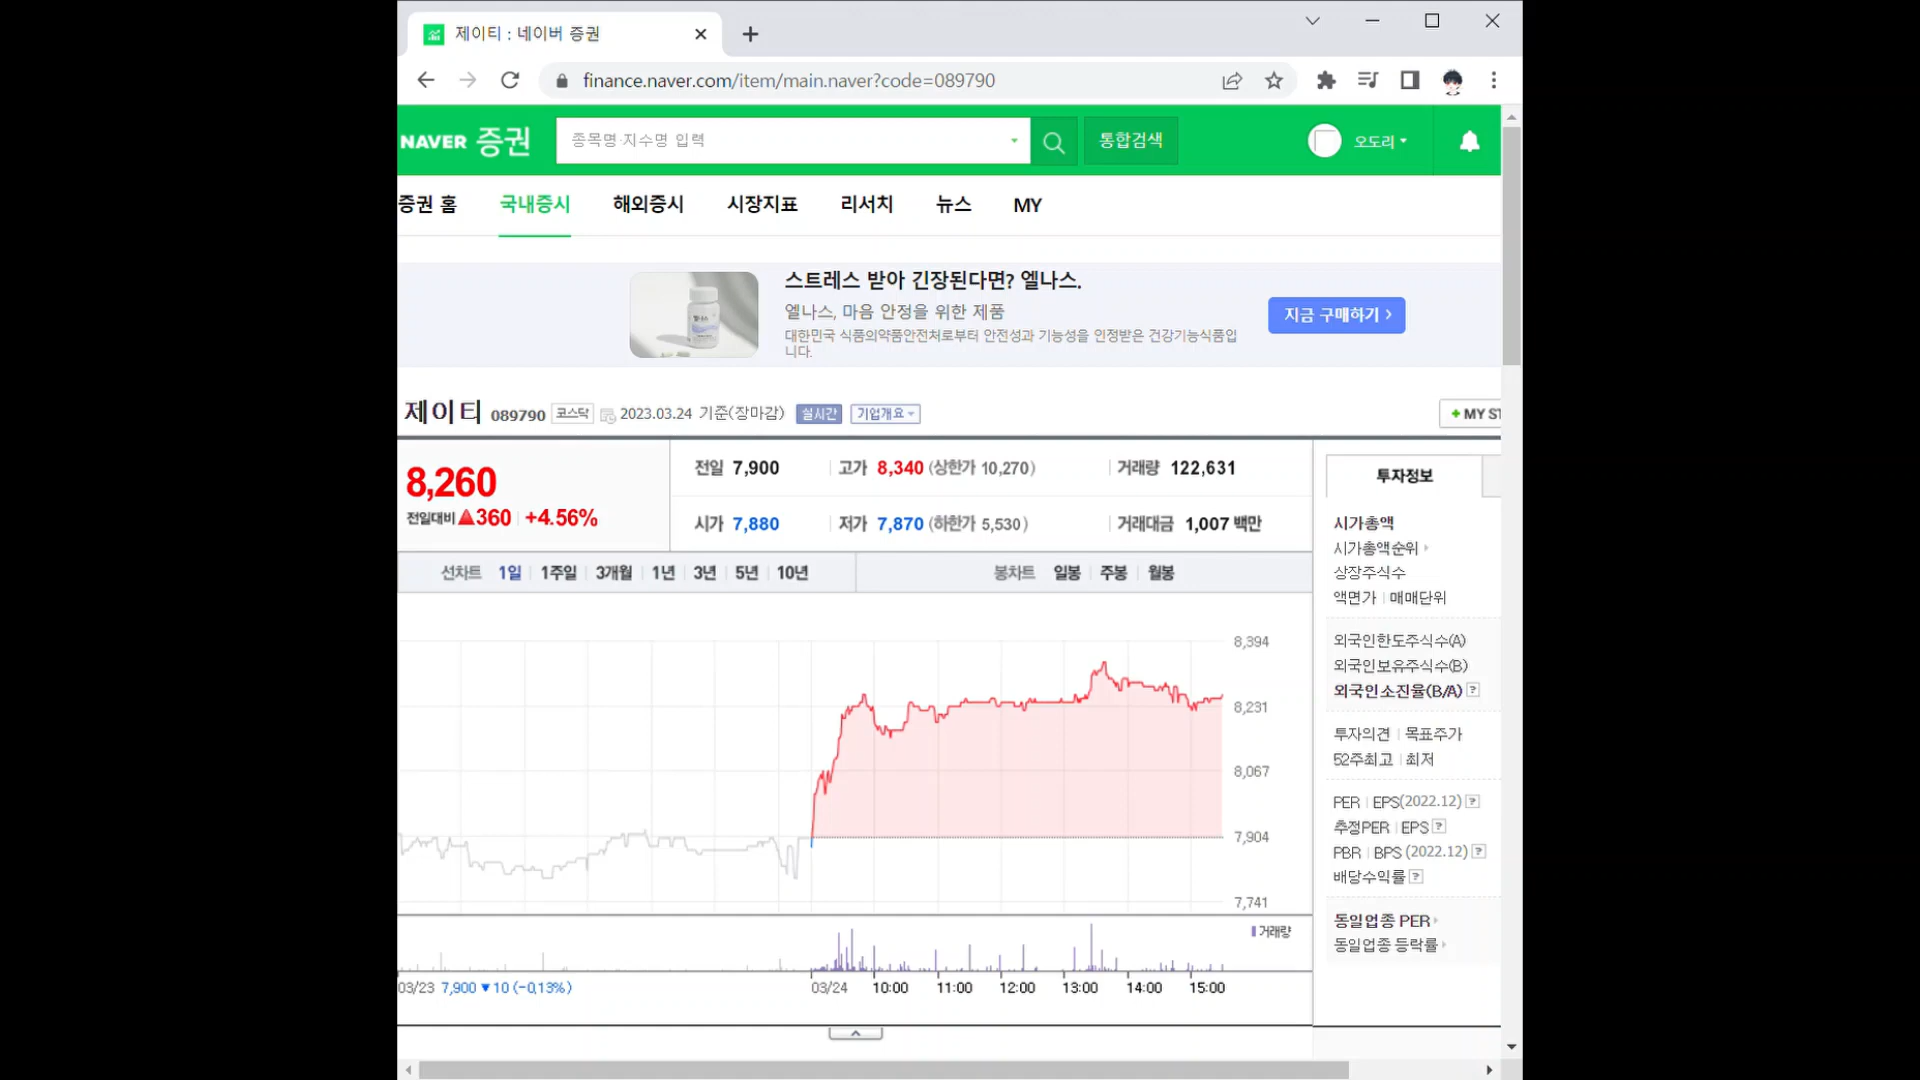 제이티 : 네이버 증권
finance.naver.com/item/main.naver?code=089790
NAVER 증권
종목명·지수명 입력
통합검색
오도리
증권 홈 국내증시 해외증시 시장지표 리서치 뉴스 MY
스트레스 받아 긴장된다면? 엘나스.
엘나스, 마음 안정을 위한 제품
대한민국 식품의약품안전처로부터 안전성과 기능성을 인정받은 건강기능식품입
니다.
지금 구매하기 >
제이티 089790 코스닥 2023.03.24 기준(장마감) 실시간 기업개요
+ MY ST
8,260
전일대비 ▲360 +4.56%
전일 7,900 고가 8,340 (상한가 10,270) 거래량 122,631
시가 7,880 저가 7,870 (하한가 5,530) 거래대금 1,007 백만
선차트 1일 1주일 3개월 1년 3년 5년 10년
봉차트 일봉 주봉 월봉
8,394
8,231
8,067
7,904
7,741
거래량
03/23 7,900 ▼10 (-0.13%)
03/24 10:00 11:00 12:00 13:00 14:00 15:00
투자정보
시가총액
시가총액순위
상장주식수
액면가 매매단위
외국인한도주식수(A)
외국인보유주식수(B)
외국인소진율(B/A) ?
투자의견 목표주가
52주최고 최저
PER EPS(2022.12) ?
추정PER EPS ?
PBR BPS (2022.12) ?
배당수익률 ?
동일업종 PER
동일업종 등락률